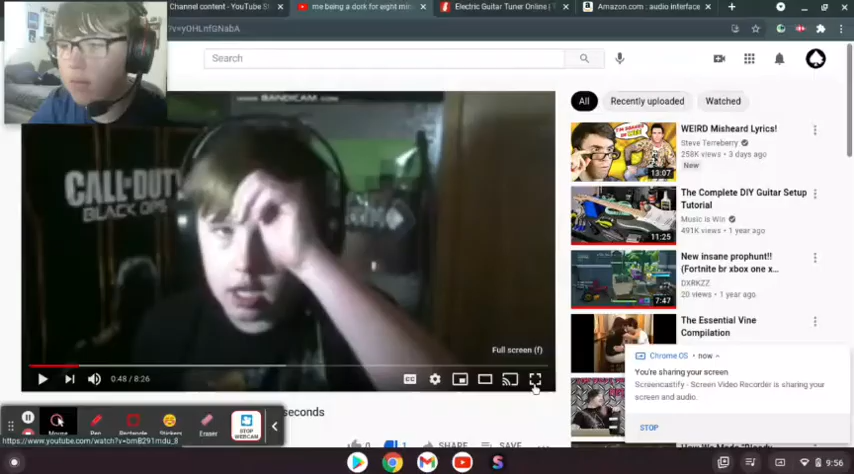 Channel content - YouTube S
me being a dork for eight min
Electric Guitar Tuner Online | T
Amazon.com : audio interface
?v=yOHLnfGNabA
Search
WWW.BANDICAM.COM
CALL OF DUTY
BLACK OPS
Full screen (f)
0:48 / 8:26
seconds
0
1
SHARE
SAVE
All
Recently uploaded
Watched
WEIRD Misheard Lyrics!
Steve Terreberry
258K views • 3 days ago
New
13:07
The Complete DIY Guitar Setup
Tutorial
Music is Win
491K views • 1 year ago
11:25
New insane prophunt!!
(Fortnite br xbox one x...
DXRKZZ
20 views • 1 year ago
7:47
The Essential Vine
Compilation
Chrome OS • now
You're sharing your screen
Screencastify - Screen Video Recorder is sharing your
screen and audio.
STOP
Mouse
Pen
Rectangle
Stickers
Eraser
STOP
WEBCAM
https://www.youtube.com/watch?v=bmB291mdu_8
9:56